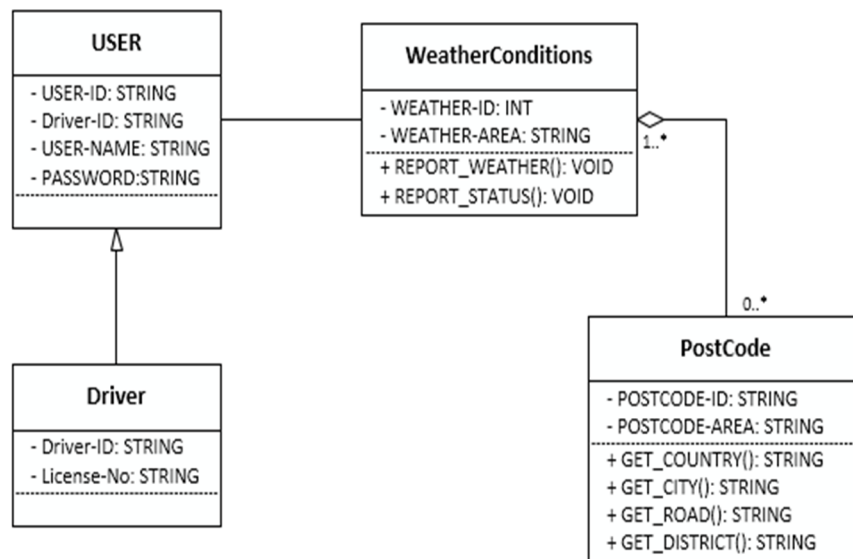 USER
- USER-ID: STRING
- Driver-ID: STRING
- USER-NAME: STRING
- PASSWORD:STRING
WeatherConditions
- WEATHER-ID: INT
- WEATHER-AREA: STRING
+ REPORT_WEATHER(): VOID
+ REPORT_STATUS(): VOID
1..*
0..*
Driver
- Driver-ID: STRING
- License-No: STRING
PostCode
- POSTCODE-ID: STRING
- POSTCODE-AREA: STRING
+ GET_COUNTRY(): STRING
+ GET_CITY(): STRING
+ GET_ROAD(): STRING
+ GET_DISTRICT(): STRING